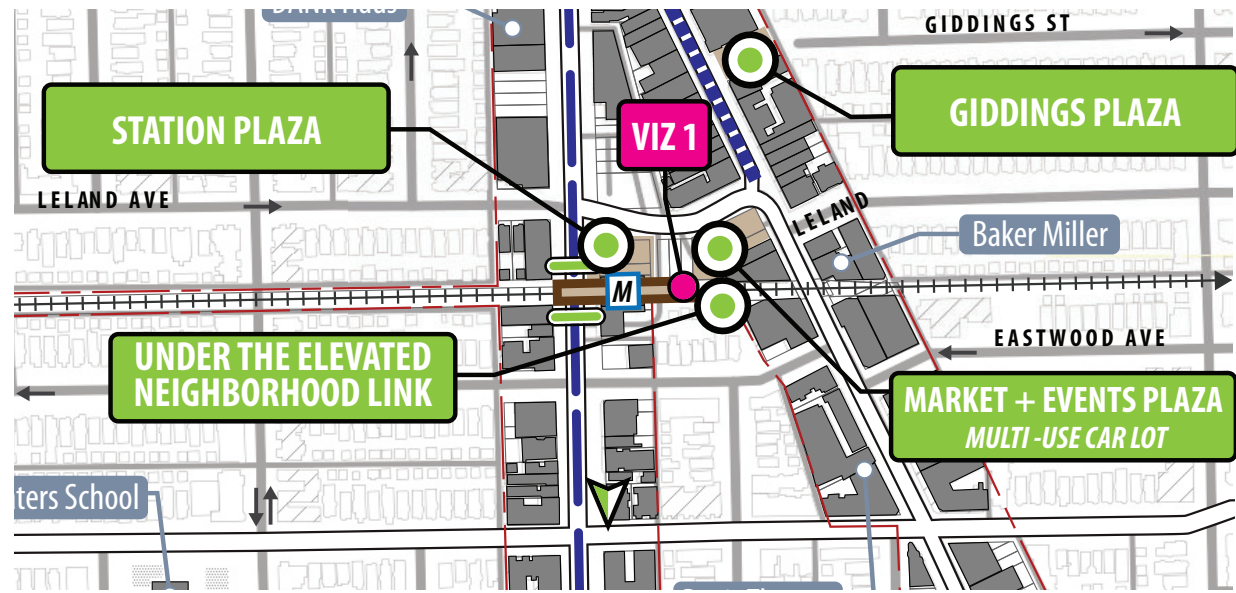 GIDDINGS ST
STATION PLAZA
VIZ 1
GIDDINGS PLAZA
LELAND AVE
LELAND
Baker Miller
M
EASTWOOD AVE
UNDER THE ELEVATED
NEIGHBORHOOD LINK
MARKET + EVENTS PLAZA
MULTI -USE CAR LOT
ters School